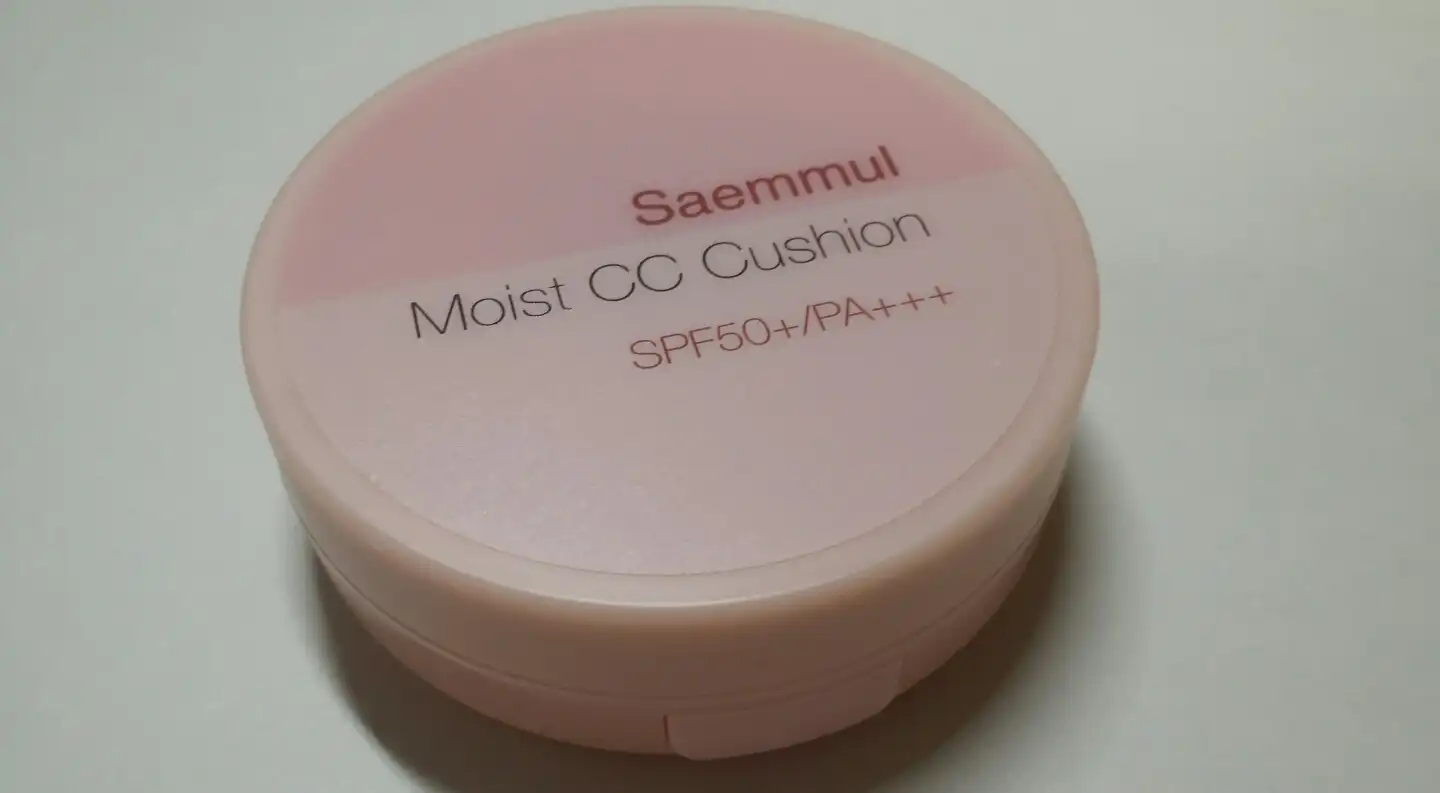 Saemmul
Moist CC Cushion
SPF50+/PA+++